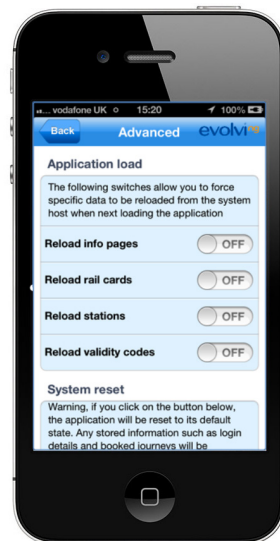 vodafone UK 15:20 100%
Back Advanced evolvi
Application load
The following switches allow you to force
specific data to be reloaded from the system
host when next loading the application
Reload info pages OFF
Reload rail cards OFF
Reload stations OFF
Reload validity codes OFF
System reset
Warning, if you click on the button below,
the application will be reset to its default
state. Any stored information such as login
details and booked journeys will be